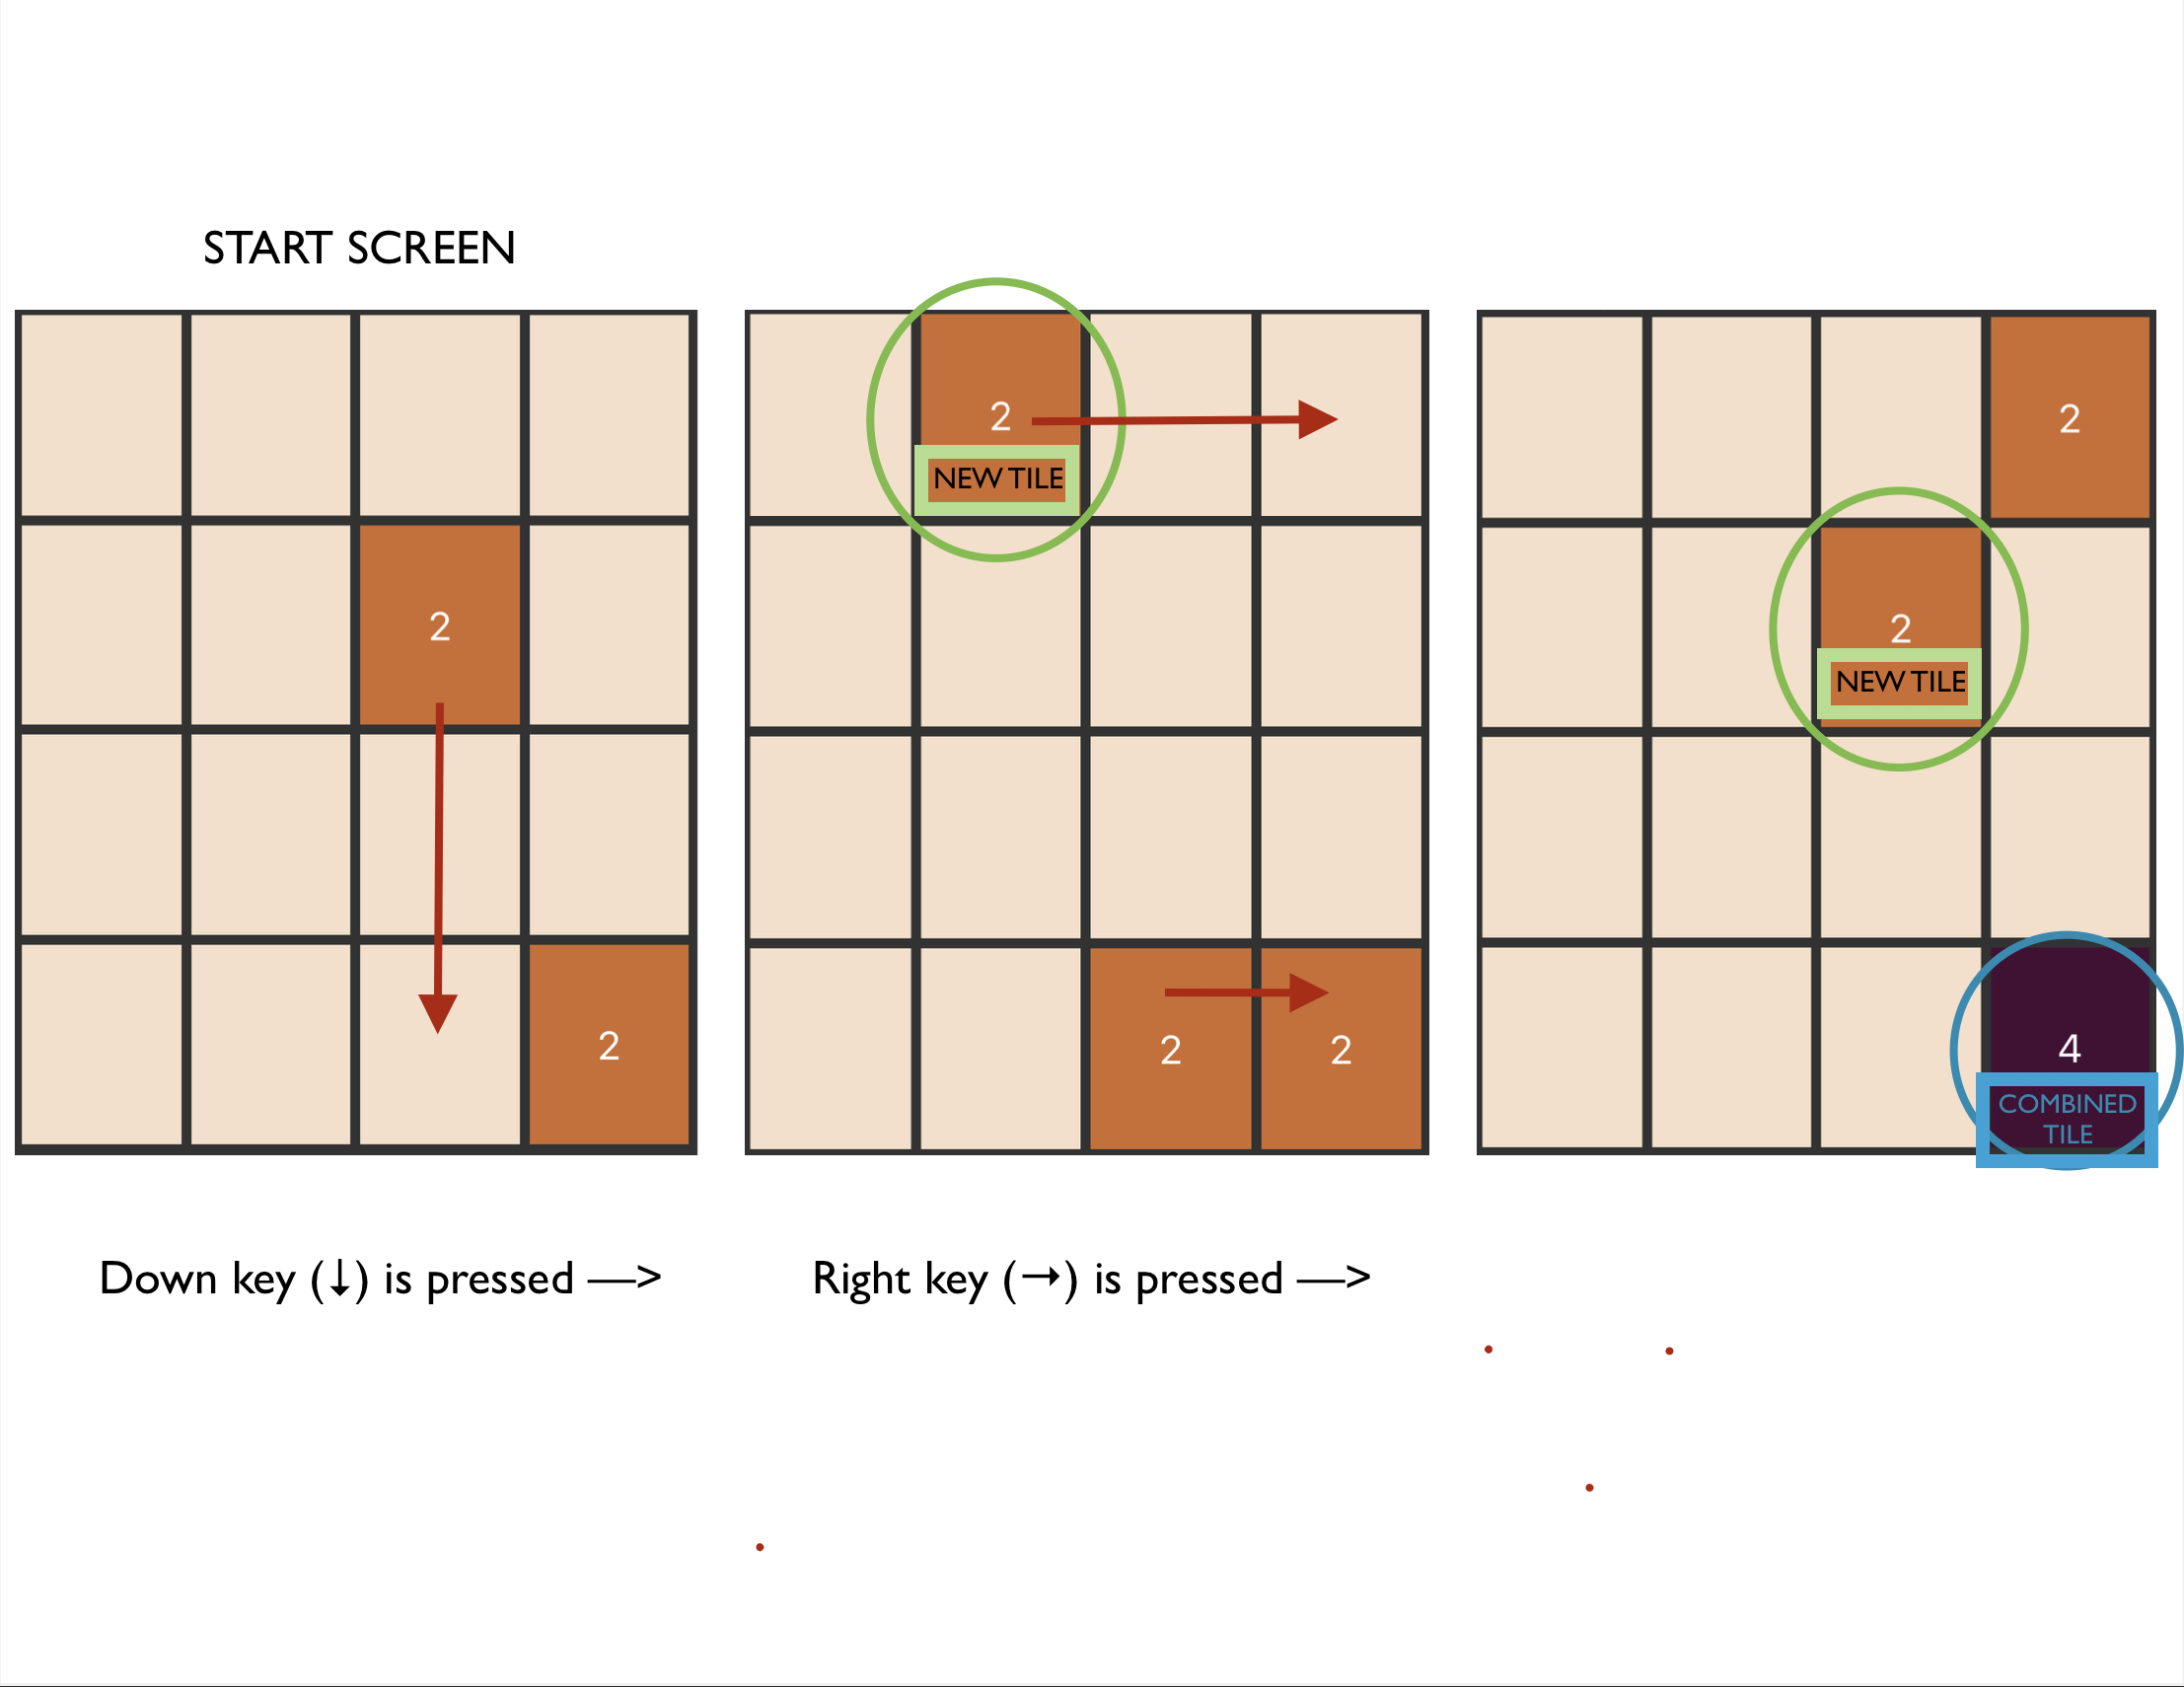 START SCREEN
2
2
2
NEW TILE
2
2
2
2
NEW TILE
4
COMBINED
TILE
Down key (↓) is pressed —>
Right key (→) is pressed —>